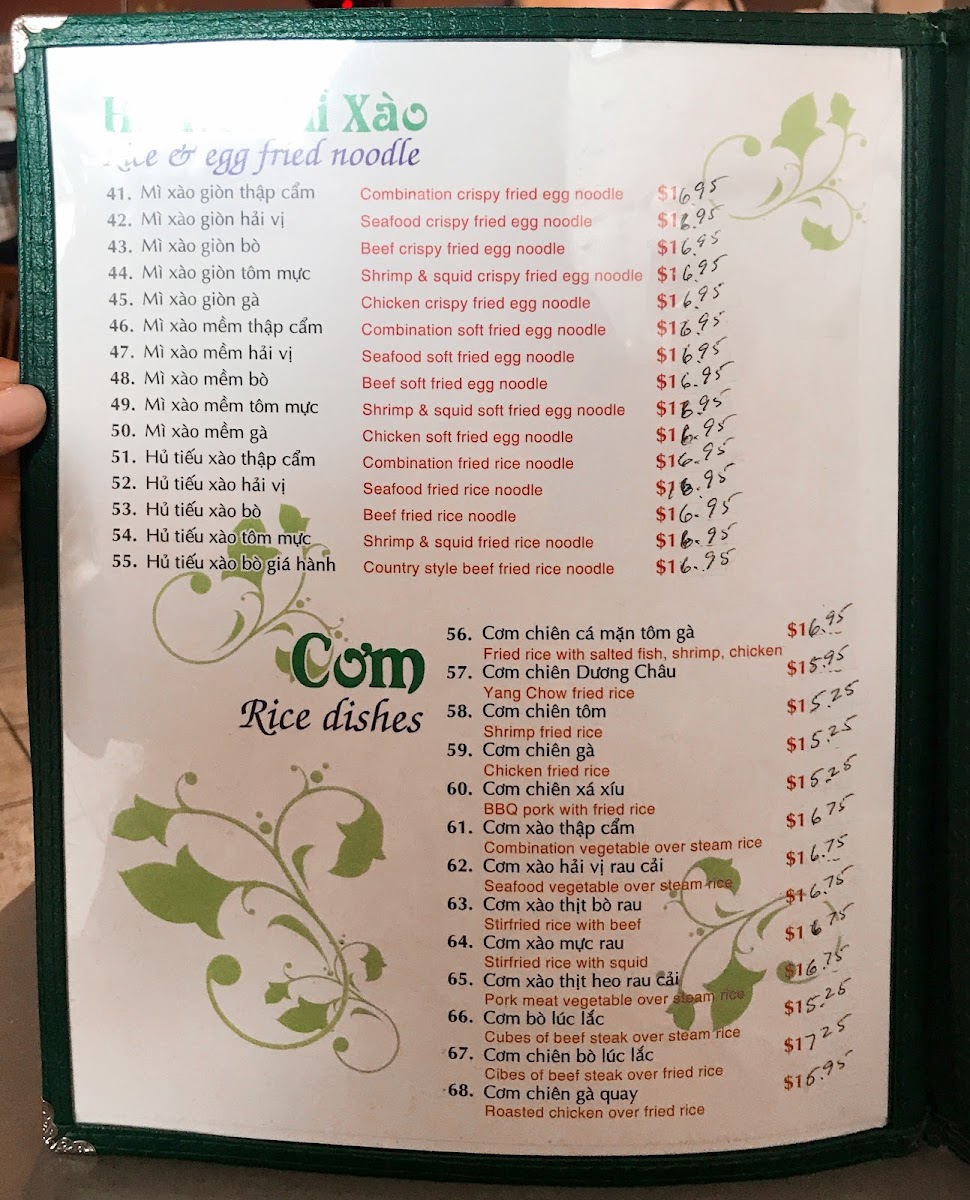 Xào
Rice & egg fried noodle
41. Mì xào giòn thập cẩm Combination crispy fried egg noodle $16.95
42. Mì xào giòn hải vị Seafood crispy fried egg noodle $16.95
43. Mì xào giòn bò Beef crispy fried egg noodle $16.95
44. Mì xào giòn tôm mực Shrimp & squid crispy fried egg noodle $16.95
45. Mì xào giòn gà Chicken crispy fried egg noodle $16.95
46. Mì xào mềm thập cẩm Combination soft fried egg noodle $16.95
47. Mì xào mềm hải vị Seafood soft fried egg noodle $16.95
48. Mì xào mềm bò Beef soft fried egg noodle $16.95
49. Mì xào mềm tôm mực Shrimp & squid soft fried egg noodle $16.95
50. Mì xào mềm gà Chicken soft fried egg noodle $16.95
51. Hủ tiếu xào thập cẩm Combination fried rice noodle $16.95
52. Hủ tiếu xào hải vị Seafood fried rice noodle $16.95
53. Hủ tiếu xào bò Beef fried rice noodle $16.95
54. Hủ tiếu xào tôm mực Shrimp & squid fried rice noodle $16.95
55. Hủ tiếu xào bò giá hành Country style beef fried rice noodle $16.95
Cơm
Rice dishes
56. Cơm chiên cá mặn tôm gà $16.95
Fried rice with salted fish, shrimp, chicken
57. Cơm chiên Dương Châu $15.95
Yang Chow fried rice
58. Cơm chiên tôm $15.25
Shrimp fried rice
59. Cơm chiên gà $15.25
Chicken fried rice
60. Cơm chiên xá xíu $15.25
BBQ pork with fried rice
61. Cơm xào thập cẩm $16.75
Combination vegetable over steam rice
62. Cơm xào hải vị rau cải $16.75
Seafood vegetable over steam rice
63. Cơm xào thịt bò rau $16.75
Stirfried rice with beef
64. Cơm xào mực rau $16.75
Stirfried rice with squid
65. Cơm xào thịt heo rau cải $16.75
Pork meat vegetable over steam rice
66. Cơm bò lúc lắc $15.25
Cubes of beef steak over steam rice
67. Cơm chiên bò lúc lắc $17.25
Cibes of beef steak over fried rice
68. Cơm chiên gà quay $16.95
Roasted chicken over fried rice